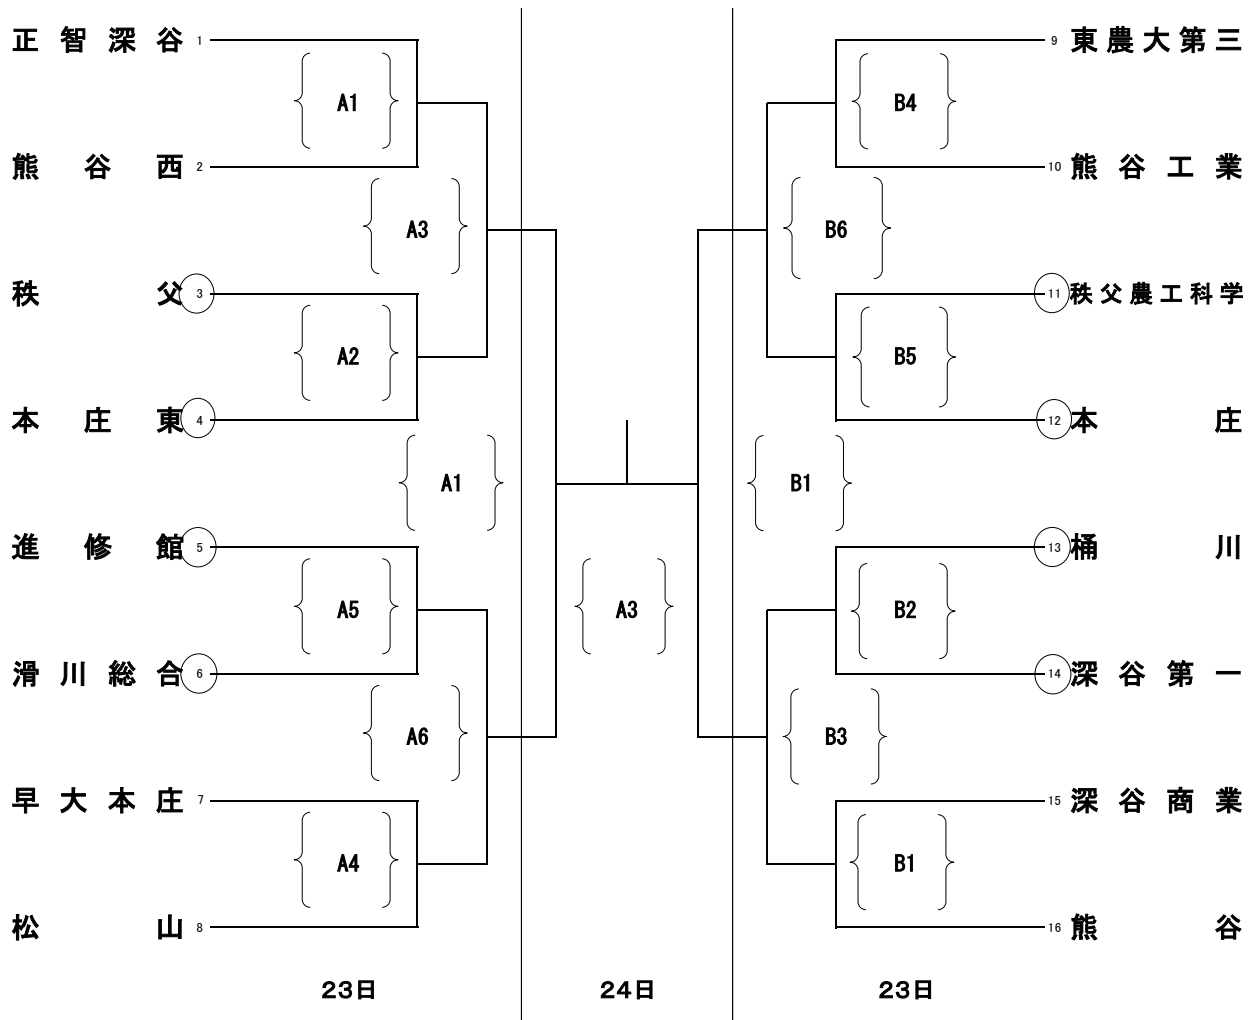 正智深谷 1
9 東農大第三
A1
B4
熊谷西 2
10 熊谷工業
A3
B6
秩父 3
11 秩父農工科学
A2
B5
本庄東 4
12 本庄
A1
B1
進修館 5
13 桶川
A5
A3
B2
滑川総合 6
14 深谷第一
A6
B3
早大本庄 7
15 深谷商業
A4
B1
松山 8
16 熊谷
23日
24日
23日